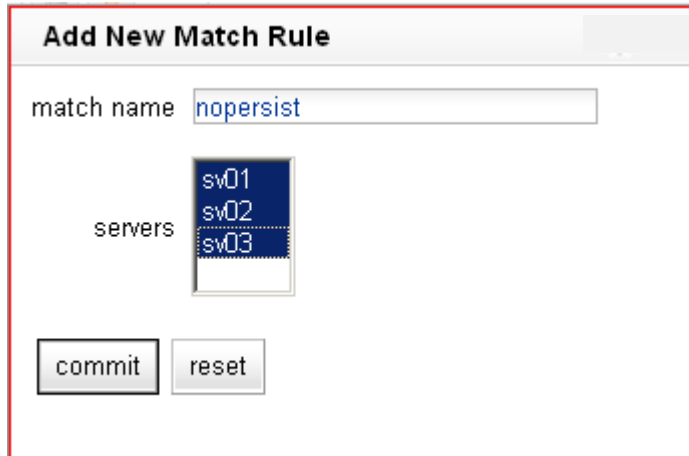 Add New Match Rule
match name nopersist
servers
sv01
sv02
sv03
commit reset